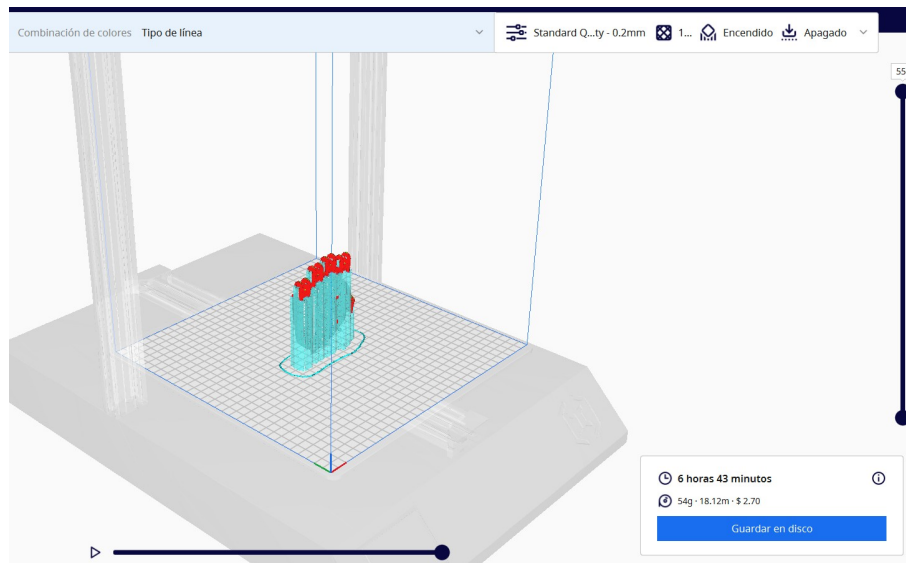 Combinación de colores Tipo de línea
Standard Q...ty - 0.2mm 1... Encendido Apagado
55
6 horas 43 minutos
54g · 18.12m · $ 2.70
Guardar en disco